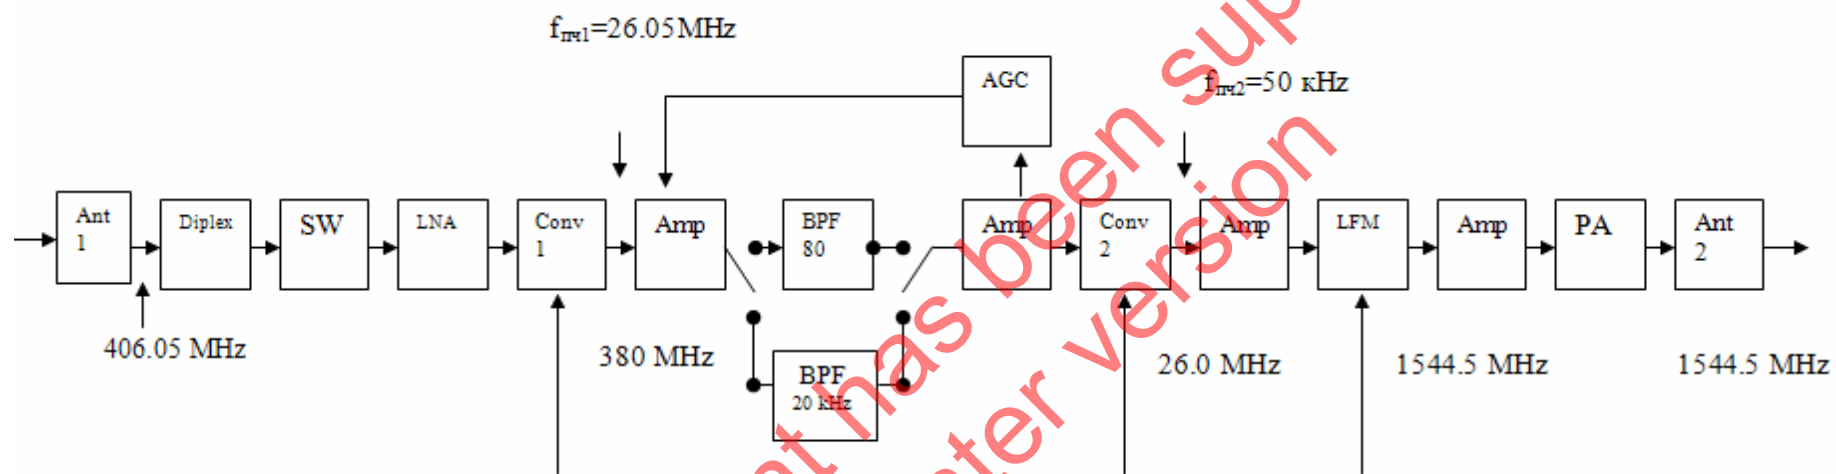 fпч1=26.05MHz
AGC
fпч2=50 кHz
Ant
1
Diplex
SW
LNA
Conv
1
Amp
BPF
80
Amp
Conv
2
Amp
LFM
Amp
PA
Ant
2
406.05 MHz
380 MHz
BPF
20 kHz
26.0 MHz
1544.5 MHz
1544.5 MHz
at has been sup
ter version